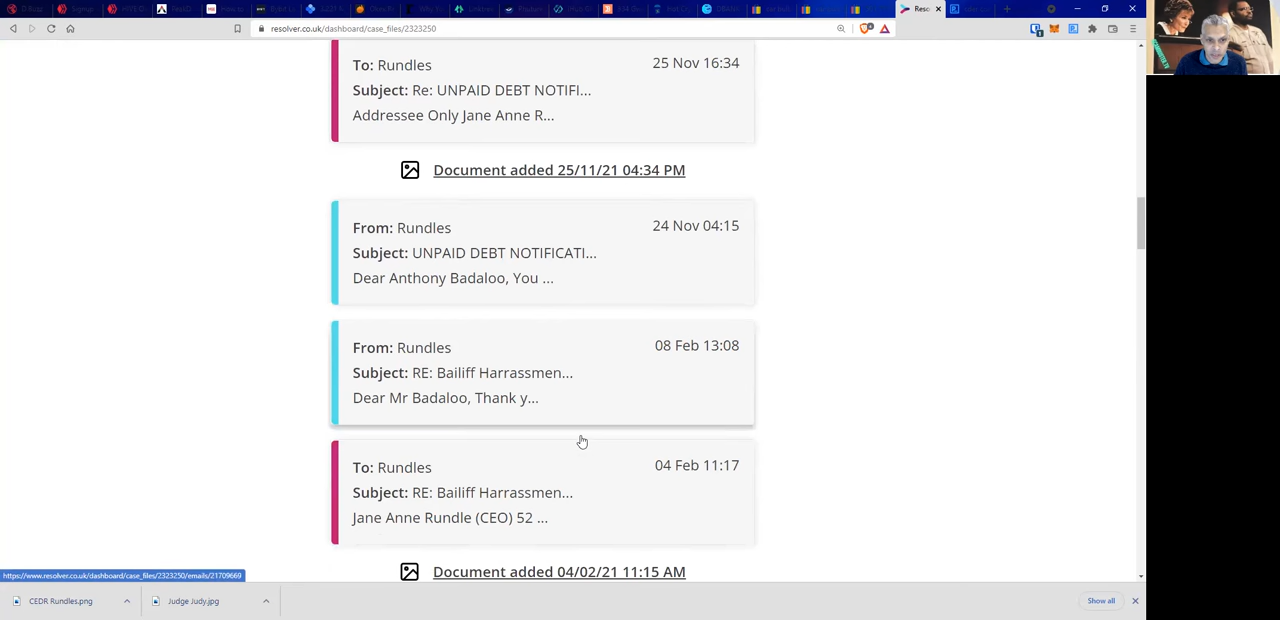 Resc
resolver.co.uk/dashboard/case_files/2323250
To: Rundles
25 Nov 16:34
Subject: Re: UNPAID DEBT NOTIFI...
Addressee Only Jane Anne R...
Document added 25/11/21 04:34 PM
From: Rundles
24 Nov 04:15
Subject: UNPAID DEBT NOTIFICATI...
Dear Anthony Badaloo, You ...
From: Rundles
08 Feb 13:08
Subject: RE: Bailiff Harrassmen...
Dear Mr Badaloo, Thank y...
To: Rundles
04 Feb 11:17
Subject: RE: Bailiff Harrassmen...
Jane Anne Rundle (CEO) 52 ...
Document added 04/02/21 11:15 AM
https://www.resolver.co.uk/dashboard/case_files/2323250/emails/21709669
CEDR Rundles.png
Judge Judy.jpg
Show all